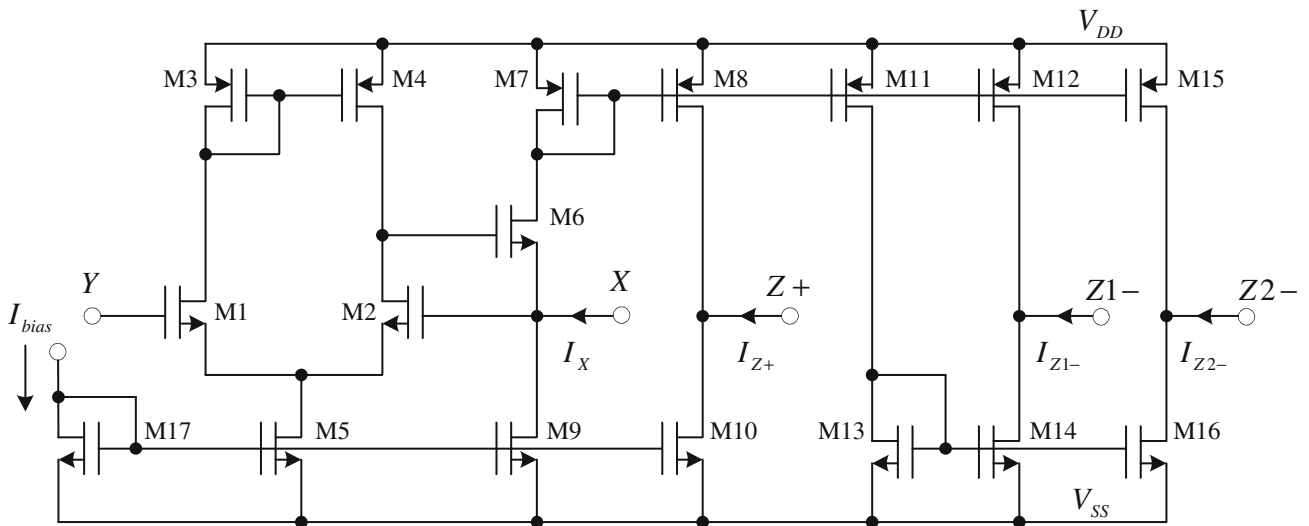 V_DD
M3
M4
M7
M8
M11
M12
M15
M6
Y
X
Z+
Z1−
Z2−
I_bias
M1
M2
I_X
I_Z+
I_Z1−
I_Z2−
M17
M5
M9
M10
M13
M14
M16
V_SS